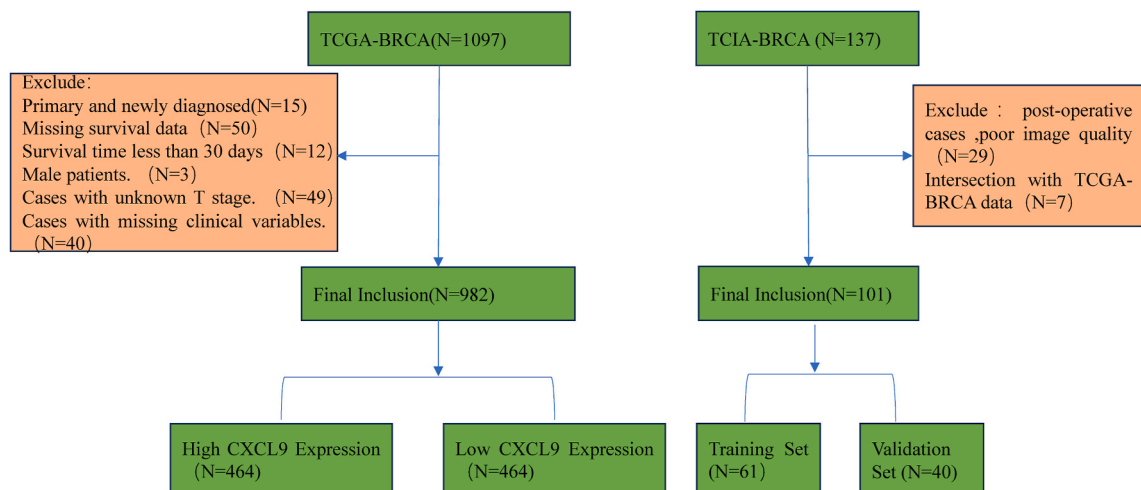 TCGA-BRCA(N=1097)
TCIA-BRCA (N=137)
Exclude：
Primary and newly diagnosed(N=15)
Missing survival data （N=50）
Survival time less than 30 days （N=12）
Male patients. （N=3）
Cases with unknown T stage. （N=49）
Cases with missing clinical variables.
（N=40）
Exclude ： post-operative
cases ,poor image quality
（N=29）
Intersection with TCGA-
BRCA data （N=7）
Final Inclusion(N=982)
Final Inclusion(N=101)
High CXCL9 Expression
（N=464）
Low CXCL9 Expression
（N=464）
Training Set
(N=61)
Validation
Set (N=40)